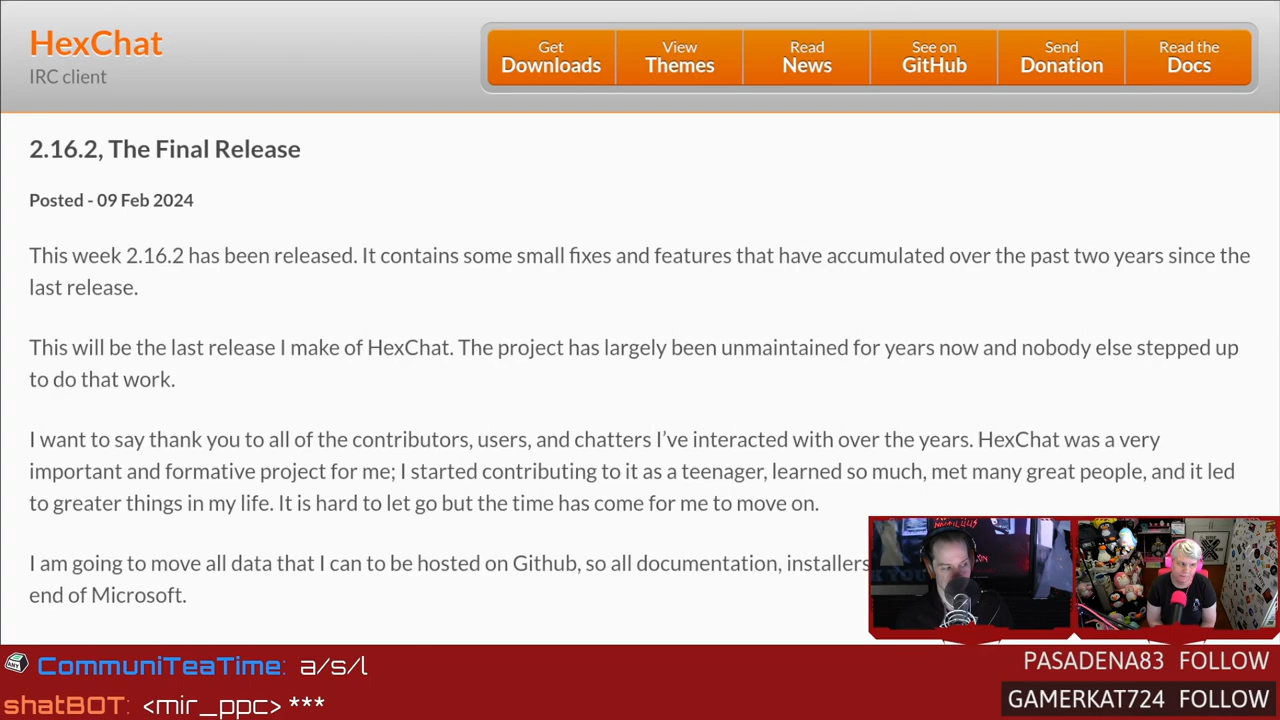 HexChat
IRC client
Get
Downloads
View
Themes
Read
News
See on
GitHub
Send
Donation
Read the
Docs
2.16.2, The Final Release
Posted - 09 Feb 2024
This week 2.16.2 has been released. It contains some small fixes and features that have accumulated over the past two years since the
last release.
This will be the last release I make of HexChat. The project has largely been unmaintained for years now and nobody else stepped up
to do that work.
I want to say thank you to all of the contributors, users, and chatters I’ve interacted with over the years. HexChat was a very
important and formative project for me; I started contributing to it as a teenager, learned so much, met many great people, and it led
to greater things in my life. It is hard to let go but the time has come for me to move on.
I am going to move all data that I can to be hosted on Github, so all documentation, installers
end of Microsoft.
CommuniTeaTime: a/s/l
shatBOT: <mir_ppc> ***
PASADENA83 FOLLOW
GAMERKAT724 FOLLOW